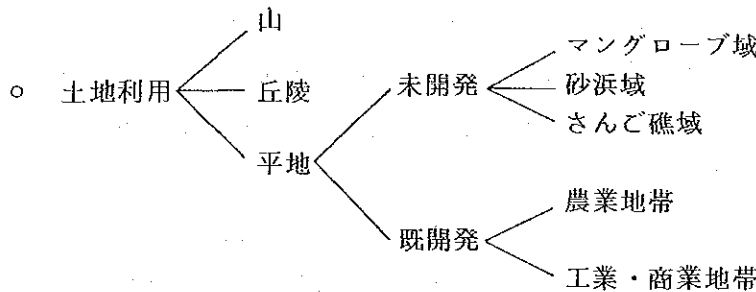 山
マングローブ域
○ 土地利用
丘陵
未開発
砂浜域
さんご礁域
平地
農業地帯
既開発
工業・商業地帯